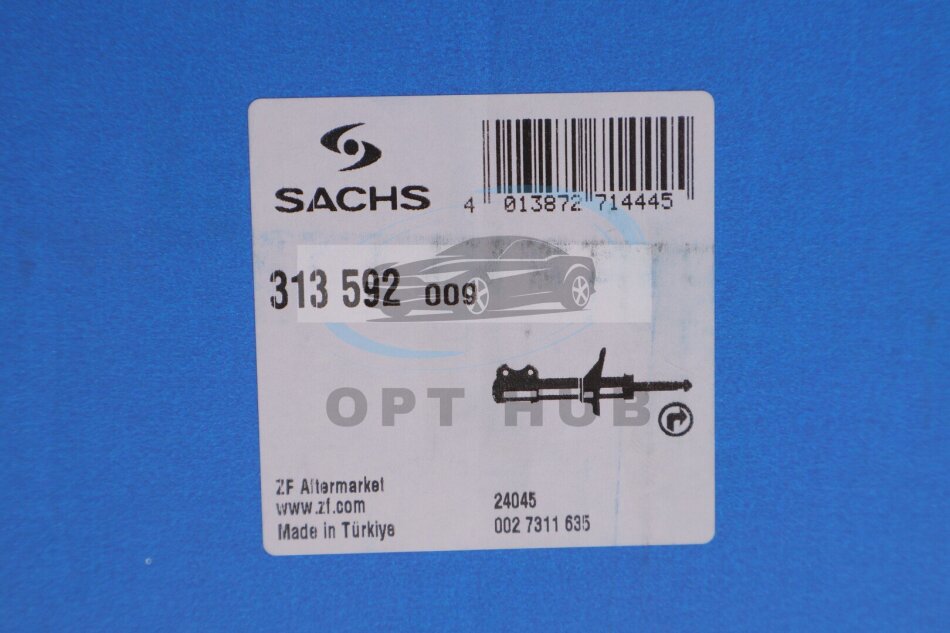 SACHS
4 013872 714445
313 592 009
OPT HUB
ZF Aftermarket
www.zf.com
Made in Türkiye
24045
002 7311 635